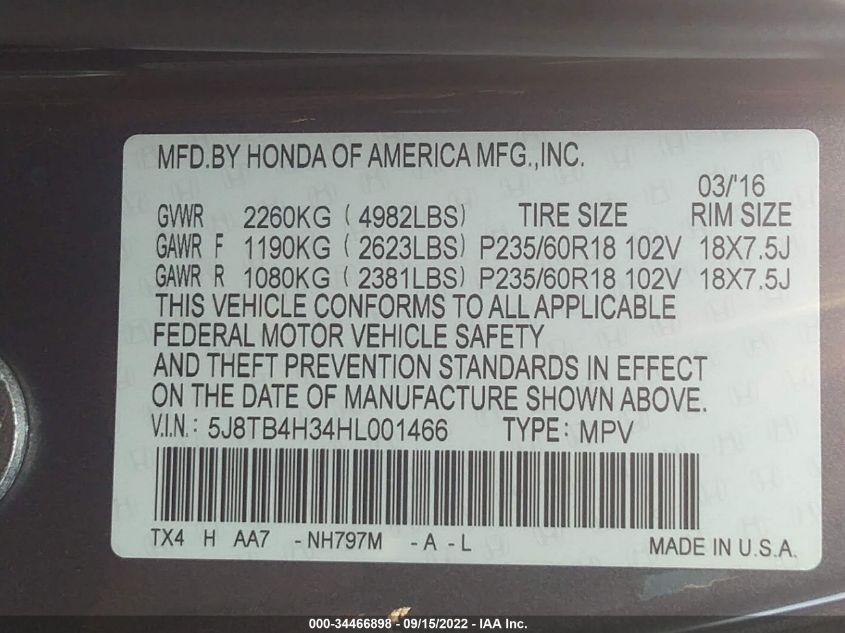 MFD.BY HONDA OF AMERICA MFG.,INC.
03/'16
GVWR 2260KG ( 4982LBS) TIRE SIZE RIM SIZE
GAWR F 1190KG ( 2623LBS) P235/60R18 102V 18X7.5J
GAWR R 1080KG ( 2381LBS) P235/60R18 102V 18X7.5J
THIS VEHICLE CONFORMS TO ALL APPLICABLE
FEDERAL MOTOR VEHICLE SAFETY
AND THEFT PREVENTION STANDARDS IN EFFECT
ON THE DATE OF MANUFACTURE SHOWN ABOVE.
V.I.N.: 5J8TB4H34HL001466 TYPE: MPV
TX4 H AA7 -NH797M -A-L
MADE IN U.S.A.
000-34466898 - 09/15/2022 - IAA Inc.